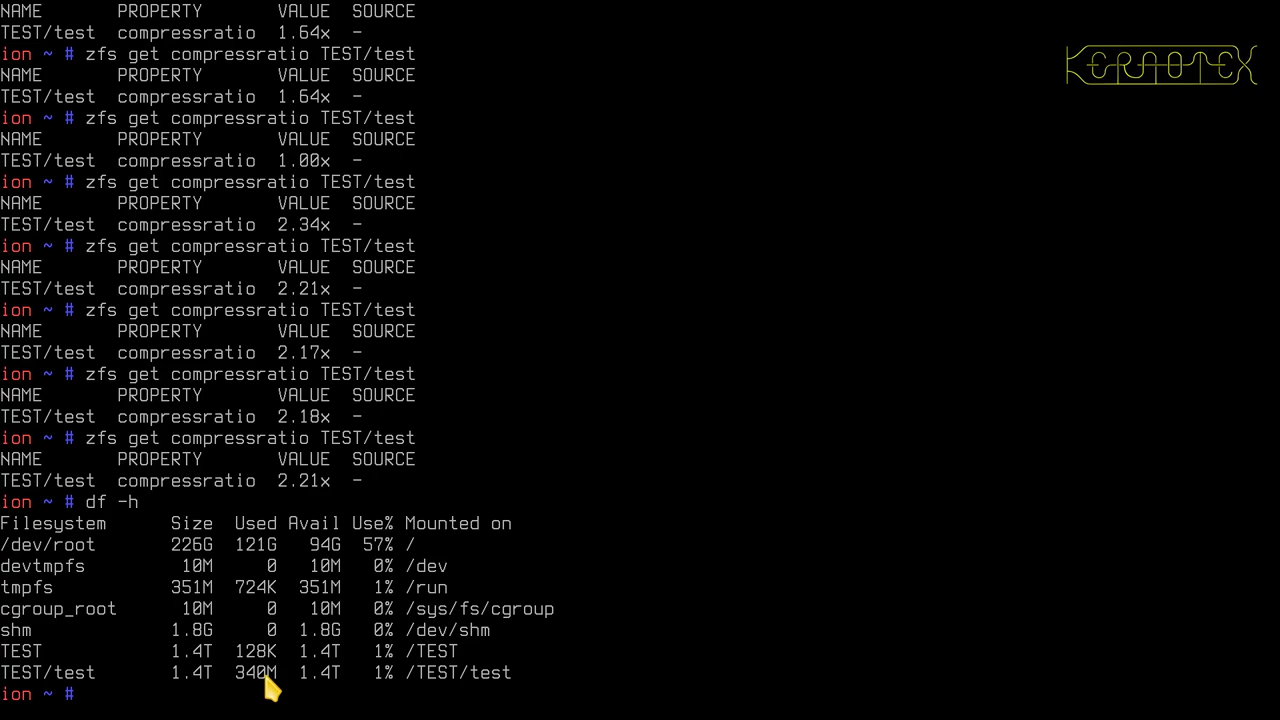 NAME       PROPERTY       VALUE  SOURCE
TEST/test  compressratio  1.64x  -
ion ~ # zfs get compressratio TEST/test
NAME       PROPERTY       VALUE  SOURCE
TEST/test  compressratio  1.64x  -
ion ~ # zfs get compressratio TEST/test
NAME       PROPERTY       VALUE  SOURCE
TEST/test  compressratio  1.00x  -
ion ~ # zfs get compressratio TEST/test
NAME       PROPERTY       VALUE  SOURCE
TEST/test  compressratio  2.34x  -
ion ~ # zfs get compressratio TEST/test
NAME       PROPERTY       VALUE  SOURCE
TEST/test  compressratio  2.21x  -
ion ~ # zfs get compressratio TEST/test
NAME       PROPERTY       VALUE  SOURCE
TEST/test  compressratio  2.17x  -
ion ~ # zfs get compressratio TEST/test
NAME       PROPERTY       VALUE  SOURCE
TEST/test  compressratio  2.18x  -
ion ~ # zfs get compressratio TEST/test
NAME       PROPERTY       VALUE  SOURCE
TEST/test  compressratio  2.21x  -
ion ~ # df -h
Filesystem      Size  Used Avail Use% Mounted on
/dev/root       226G  121G   94G  57% /
devtmpfs         10M     0   10M   0% /dev
tmpfs           351M  724K  351M   1% /run
cgroup_root      10M     0   10M   0% /sys/fs/cgroup
shm             1.8G     0  1.8G   0% /dev/shm
TEST            1.4T  128K  1.4T   1% /TEST
TEST/test       1.4T  340M  1.4T   1% /TEST/test
ion ~ #
KERNOTEX